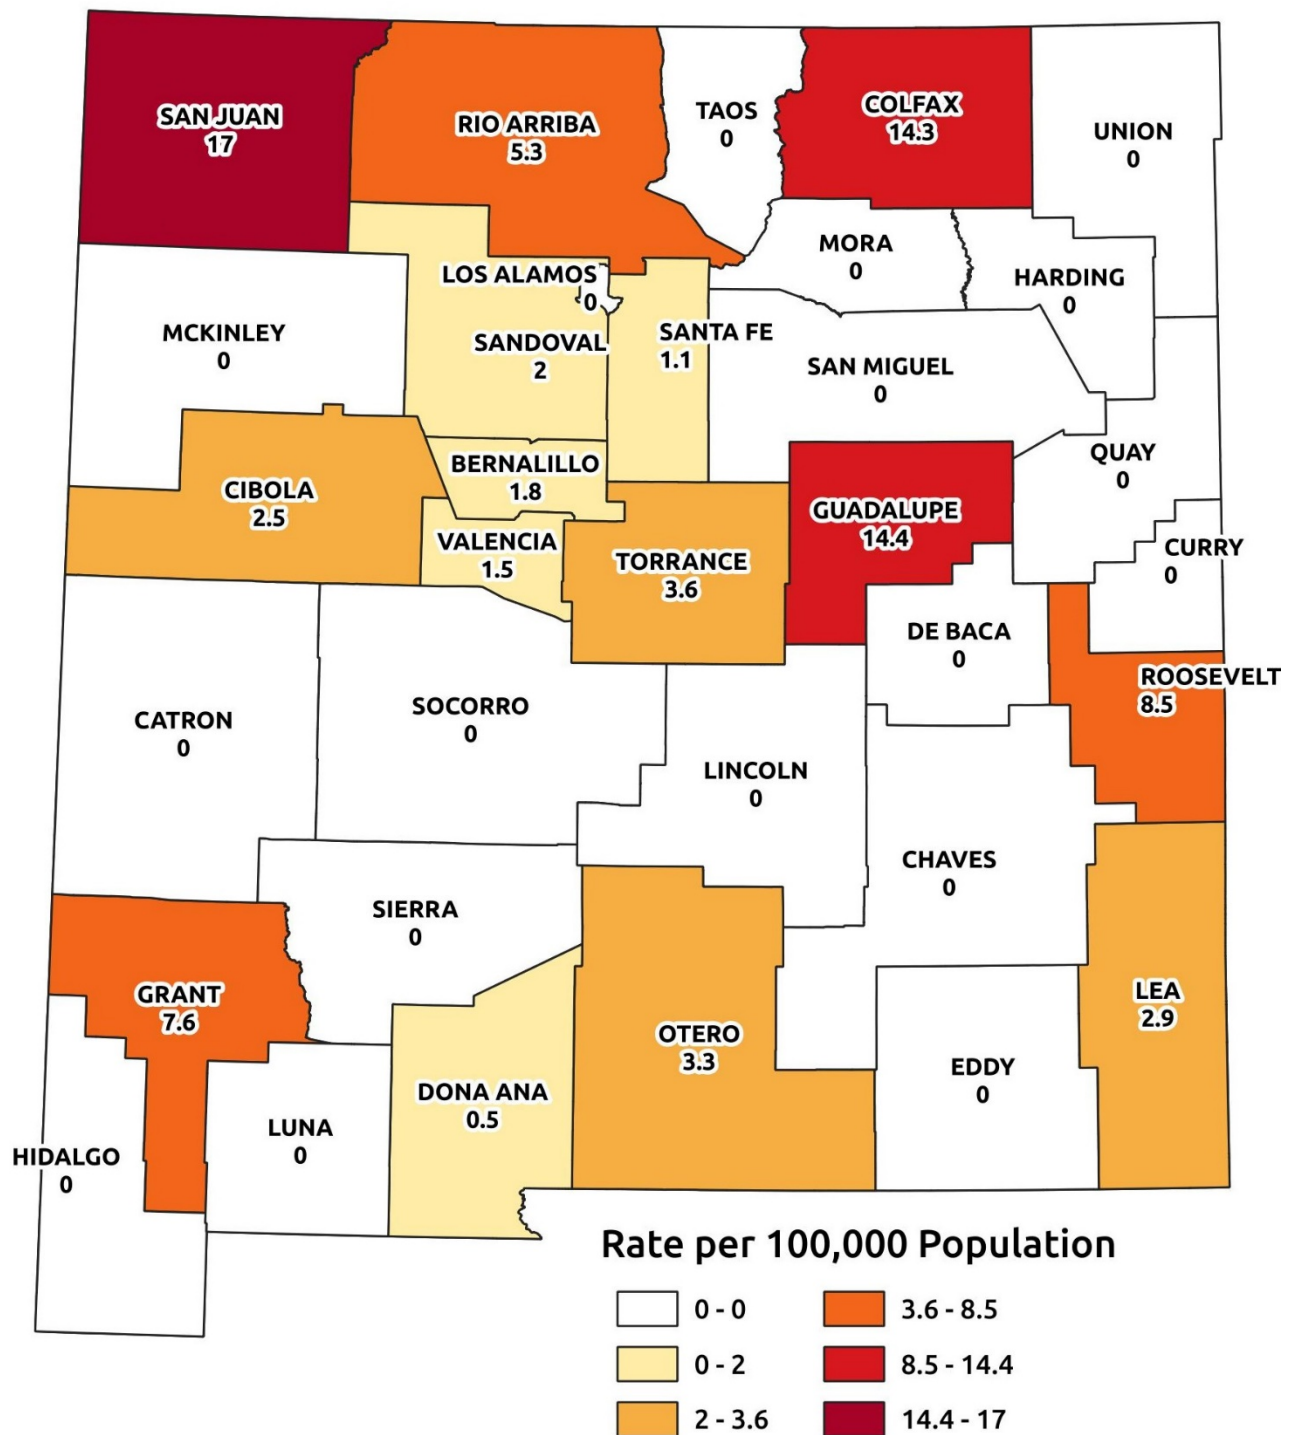 SAN JUAN
17
RIO ARRIBA
5.3
TAOS
0
COLFAX
14.3
UNION
0
MORA
0
HARDING
0
LOS ALAMOS
0
MCKINLEY
0
SANDOVAL
2
SANTA FE
1.1
SAN MIGUEL
0
QUAY
0
CIBOLA
2.5
BERNALILLO
1.8
GUADALUPE
14.4
VALENCIA
1.5
TORRANCE
3.6
CURRY
0
DE BACA
0
ROOSEVELT
8.5
CATRON
0
SOCORRO
0
LINCOLN
0
CHAVES
0
SIERRA
0
GRANT
7.6
LEA
2.9
OTERO
3.3
EDDY
0
DONA ANA
0.5
LUNA
0
HIDALGO
0
Rate per 100,000 Population
0 - 0
0 - 2
2 - 3.6
3.6 - 8.5
8.5 - 14.4
14.4 - 17